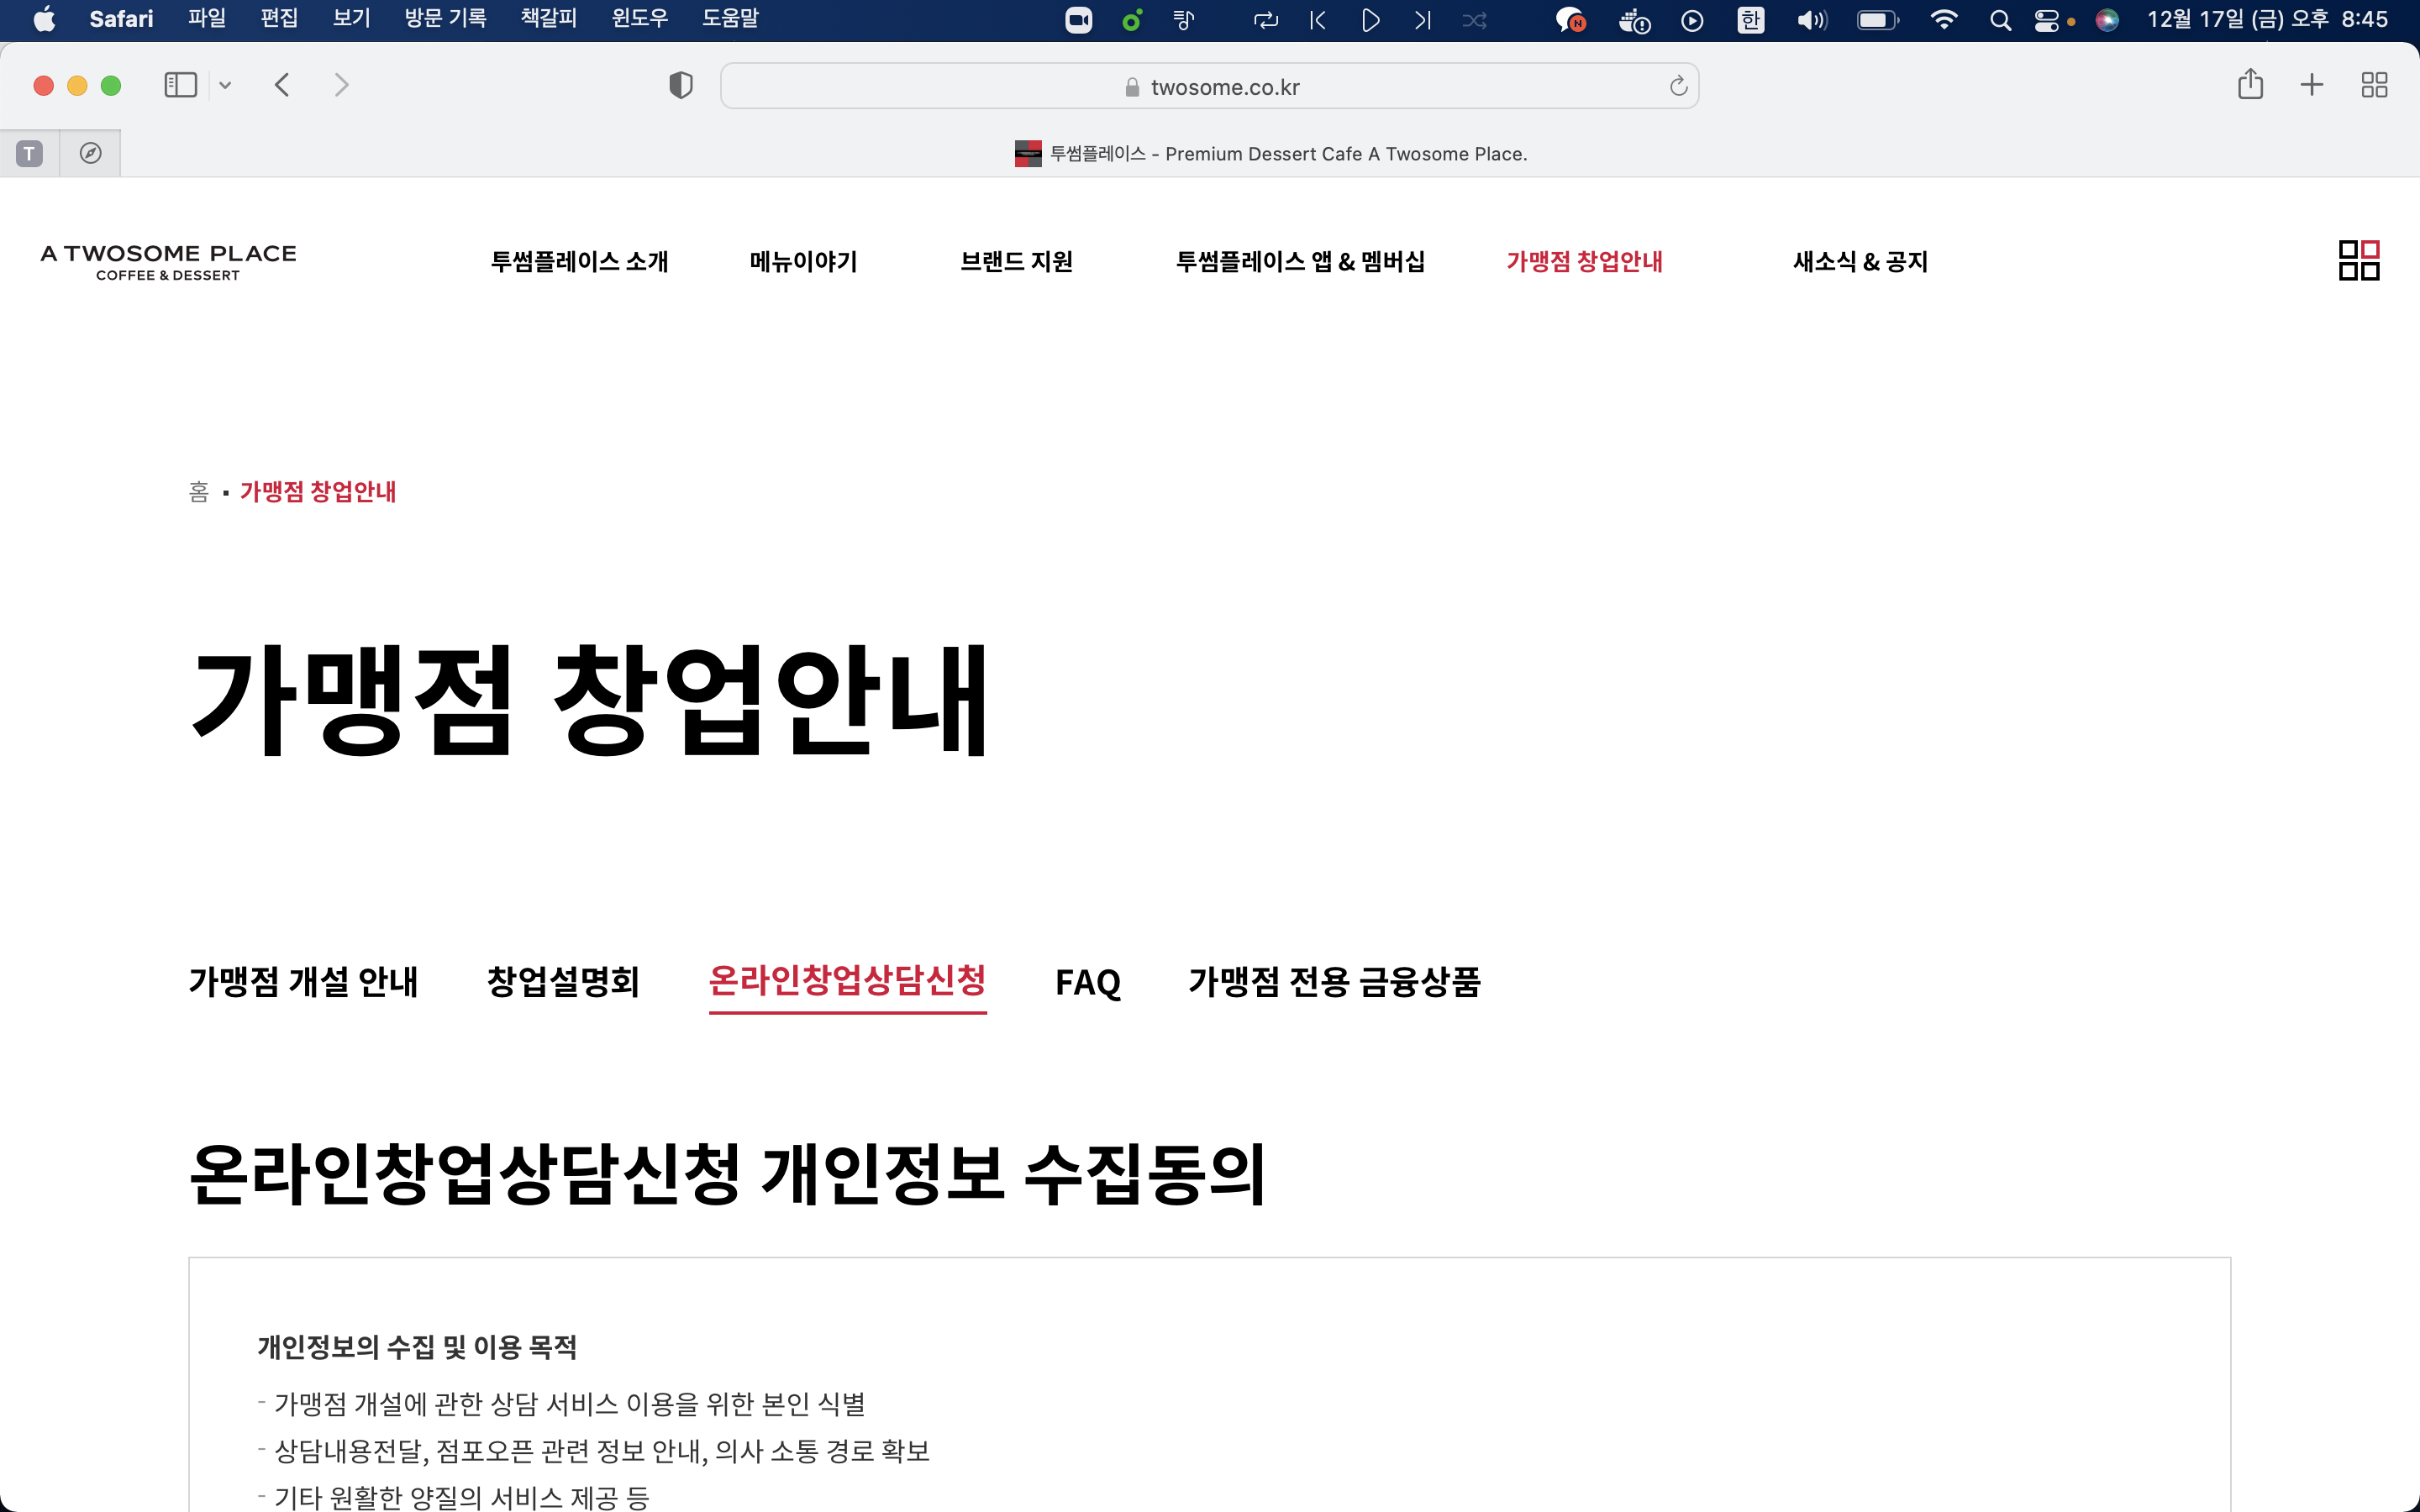 Safari 파일 편집 보기 방문 기록 책갈피 윈도우 도움말 N 한 12월 17일 (금) 오후 8:45
twosome.co.kr
T 투썸플레이스 - Premium Dessert Cafe A Twosome Place.
A TWOSOME PLACE
COFFEE & DESSERT
투썸플레이스 소개 메뉴이야기 브랜드 지원 투썸플레이스 앱 & 멤버십 가맹점 창업안내 새소식 & 공지
홈 ▪ 가맹점 창업안내
가맹점 창업안내
가맹점 개설 안내 창업설명회 온라인창업상담신청 FAQ 가맹점 전용 금융상품
온라인창업상담신청 개인정보 수집동의
개인정보의 수집 및 이용 목적
- 가맹점 개설에 관한 상담 서비스 이용을 위한 본인 식별
- 상담내용전달, 점포오픈 관련 정보 안내, 의사 소통 경로 확보
- 기타 원활한 양질의 서비스 제공 등